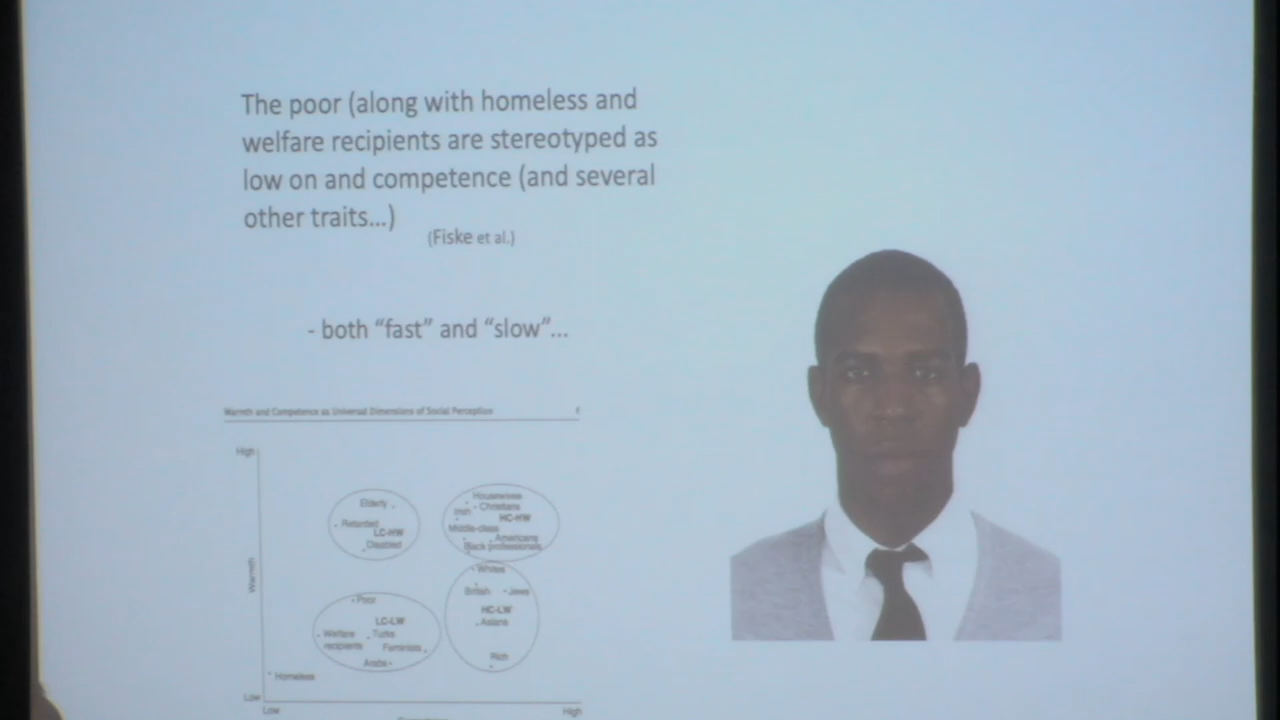 The poor (along with homeless and
welfare recipients are stereotyped as
low on and competence (and several
other traits...)
(Fiske et al.)
- both “fast” and “slow”...
Warmth and Competence as Universal Dimensions of Social Perception
High
Warmth
Low
Elderly
Retarded
LC-HW
Disabled
Housewives
Christians
Irish
HC-HW
Middle-class
Americans
Black professionals
Whites
British
Jews
HC-LW
Asians
Rich
Poor
LC-LW
Welfare
recipients
Turks
Feminists
Arabs
Homeless
Low
High